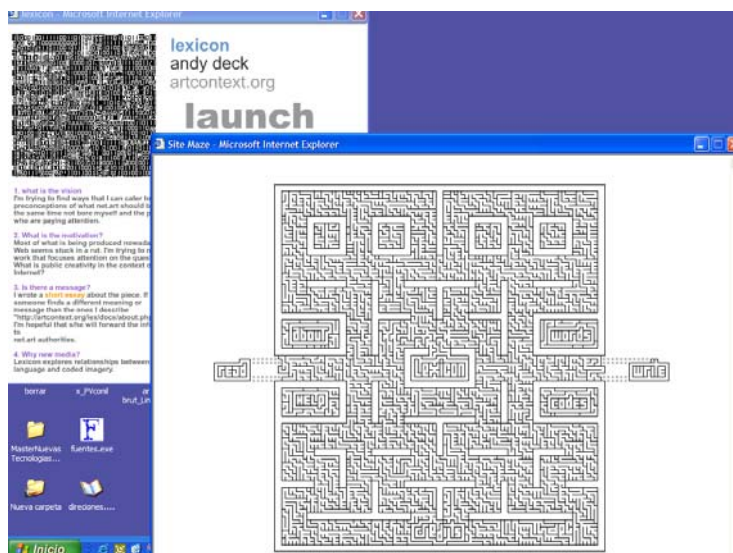 lexicon - Microsoft Internet Explorer
lexicon
andy deck
artcontext.org
launch
Site Maze - Microsoft Internet Explorer
1. what is the vision
I'm trying to find ways that I can cater to
preconceptions of what net.art should b
the same time not bore myself and the p
who are paying attention.
2. What is the motivation?
Most of what is being produced nowada
Web seems stuck in a rut. I'm trying to
work that focuses attention on the ques
What is public creativity in the context o
Internet?
3. Is there a message?
I wrote a short essay about the piece. If
someone finds a different meaning or
message than the ones I describe
"http://artcontext.org/lex/docs/about.ph
I'm hopeful that s/he will forward the inf
to
net.art authorities.
4. Why new media?
Lexicon explores relationships between
language and coded imagery.
about
words
read
Lexicon
write
codes
borrar
x_PVconil
ar
brut_Lin
MasterNuevas
Tecnologias...
fuentes.exe
Nueva carpeta
direciones....
Inicio